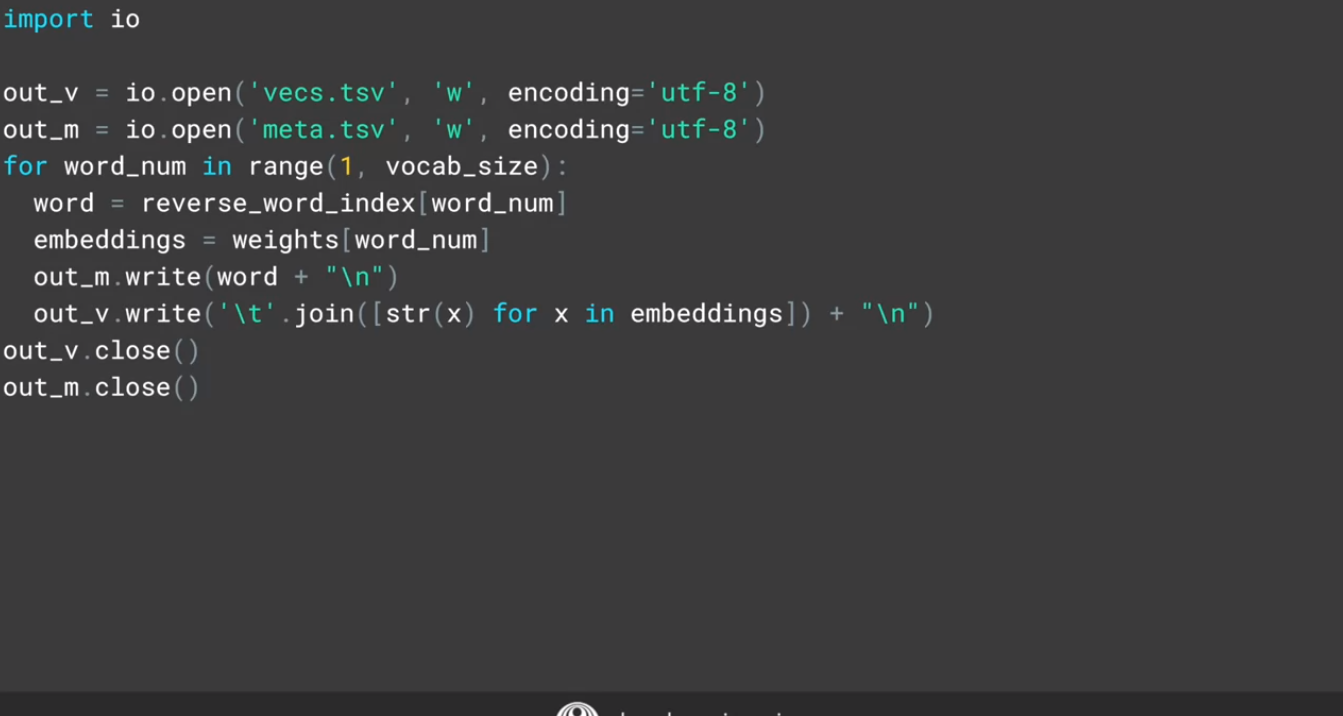 import io
out_v = io.open('vecs.tsv', 'w', encoding='utf-8')
out_m = io.open('meta.tsv', 'w', encoding='utf-8')
for word_num in range(1, vocab_size):
  word = reverse_word_index[word_num]
  embeddings = weights[word_num]
  out_m.write(word + "\n")
  out_v.write('\t'.join([str(x) for x in embeddings]) + "\n")
out_v.close()
out_m.close()